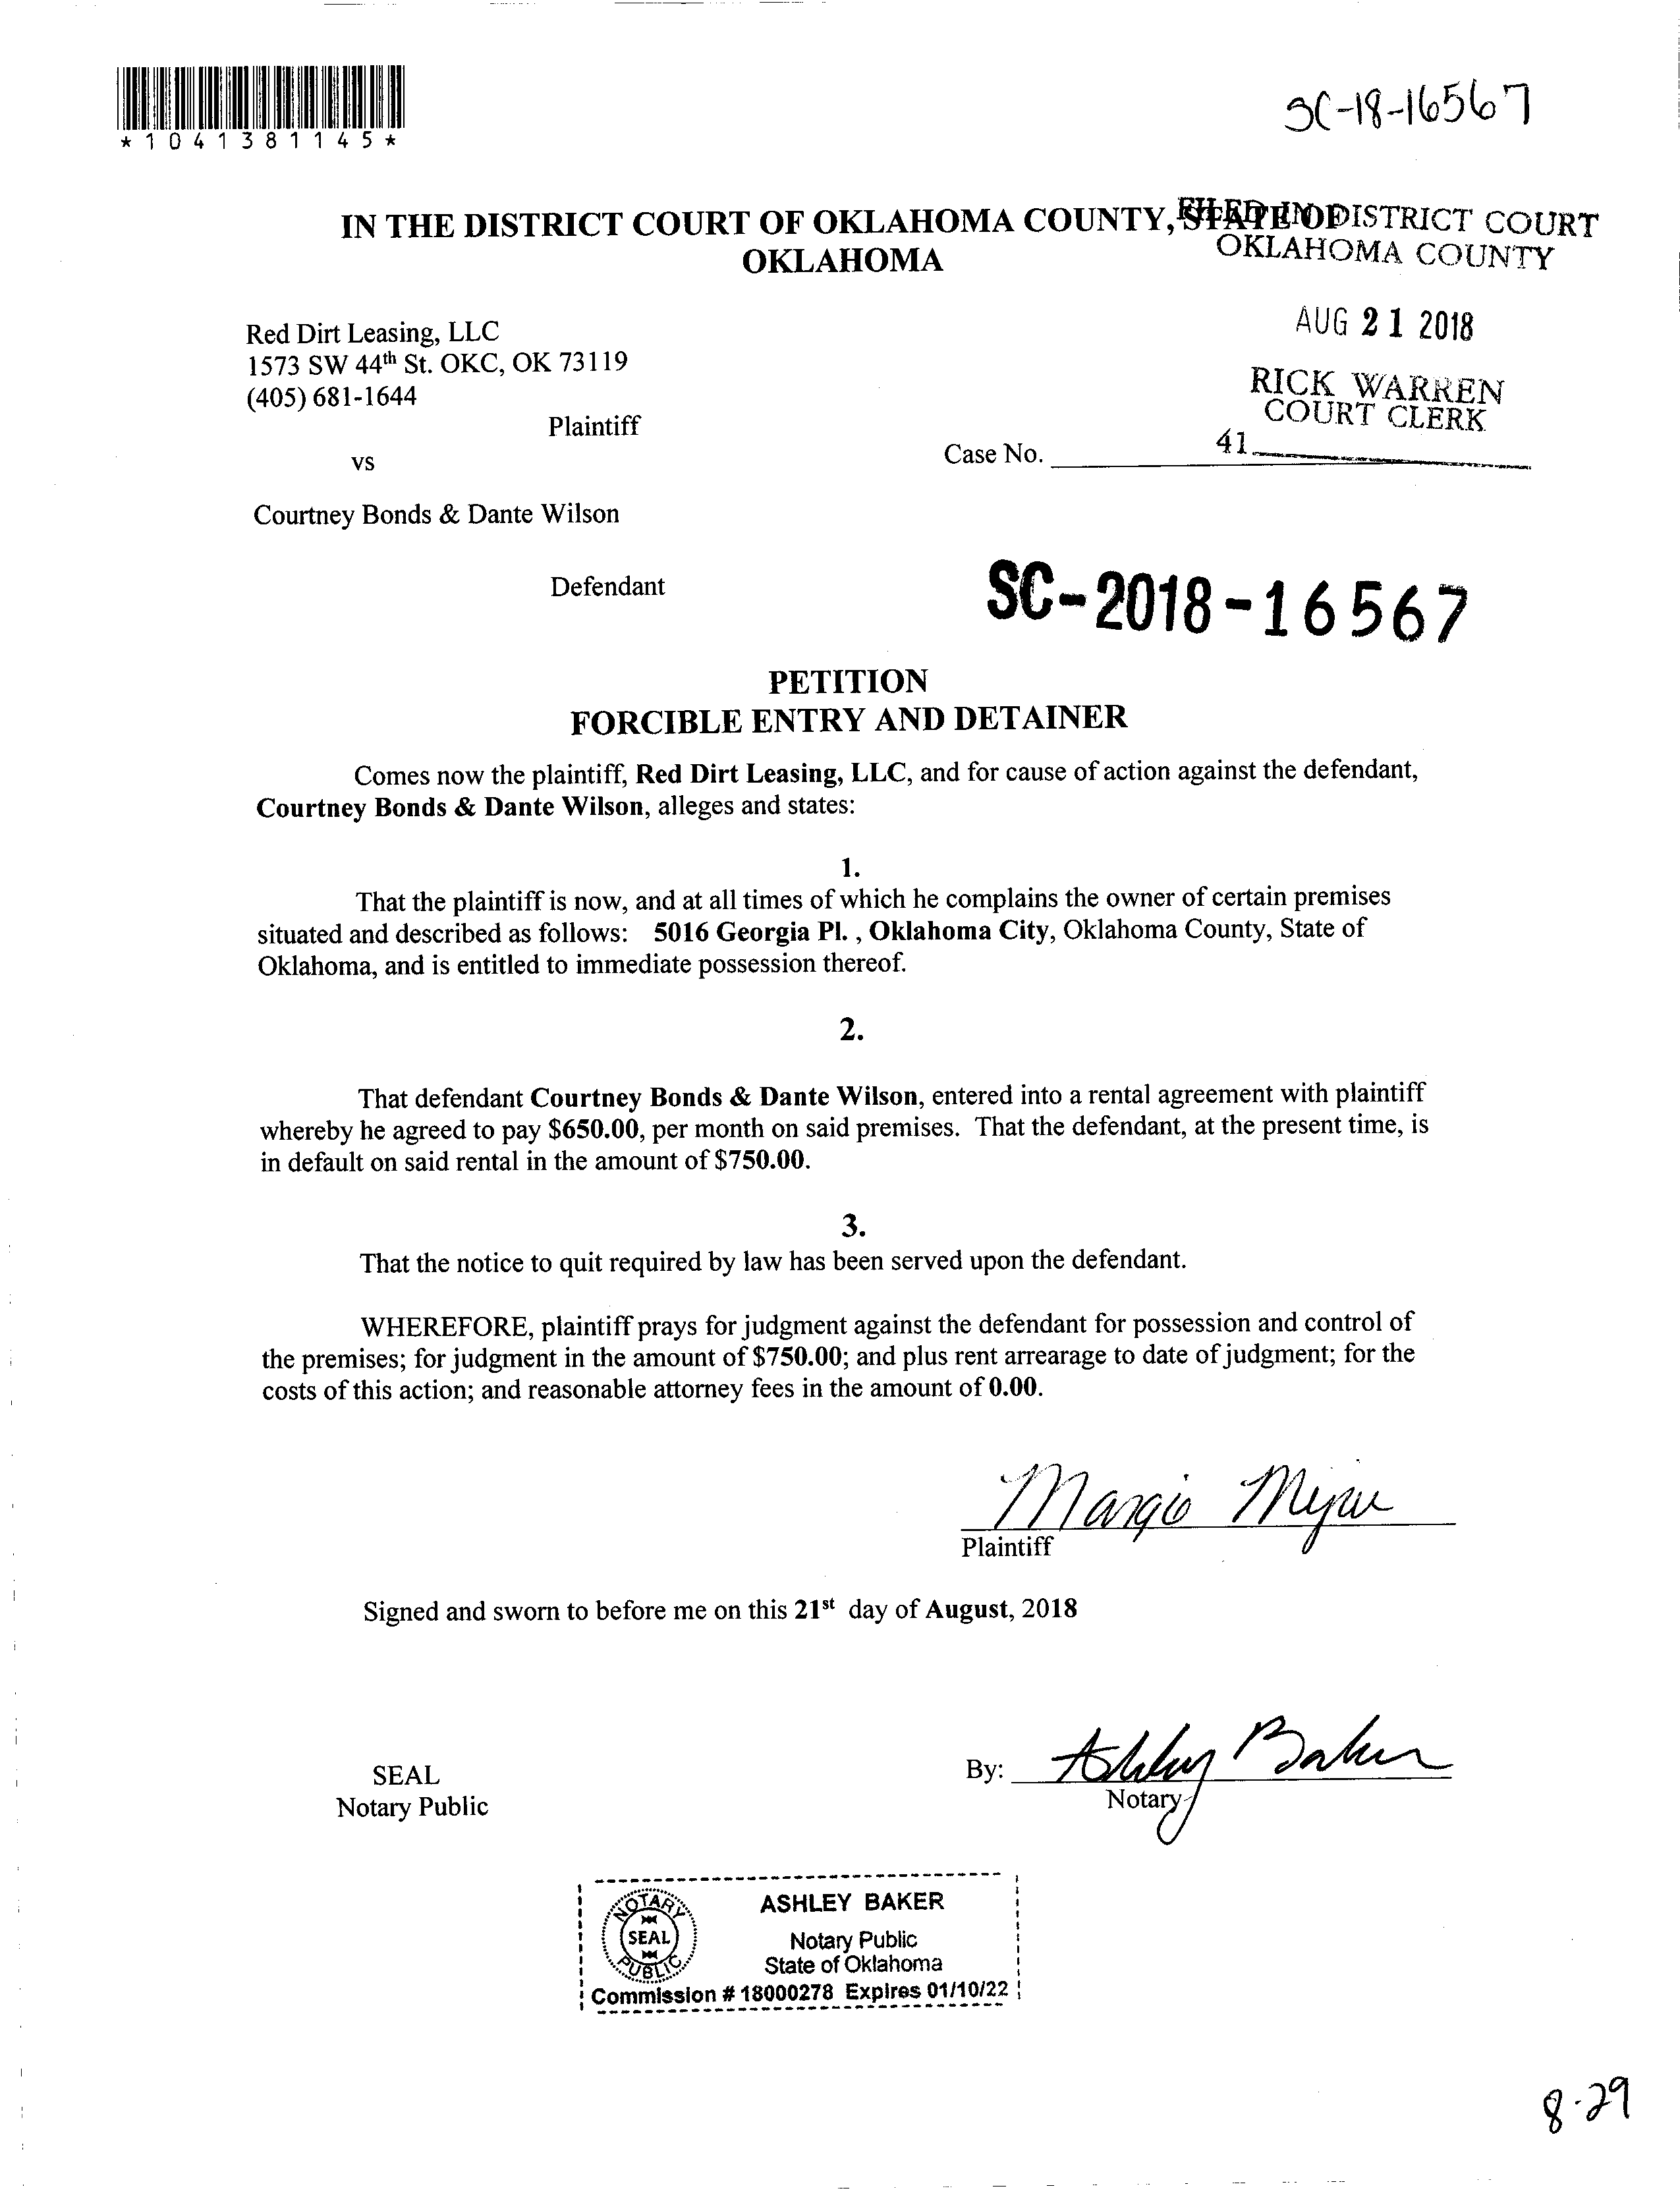 *1041381145*
SC-18-16567
IN THE DISTRICT COURT OF OKLAHOMA COUNTY, STATE OF
OKLAHOMA
FILED IN DISTRICT COURT
OKLAHOMA COUNTY
AUG 21 2018
RICK WARREN
COURT CLERK
41
Red Dirt Leasing, LLC
1573 SW 44th St. OKC, OK 73119
(405) 681-1644
Plaintiff
vs
Case No.
Courtney Bonds & Dante Wilson
Defendant
SC-2018-16567
PETITION
FORCIBLE ENTRY AND DETAINER
Comes now the plaintiff, Red Dirt Leasing, LLC, and for cause of action against the defendant,
Courtney Bonds & Dante Wilson, alleges and states:
1.
That the plaintiff is now, and at all times of which he complains the owner of certain premises
situated and described as follows: 5016 Georgia Pl. , Oklahoma City, Oklahoma County, State of
Oklahoma, and is entitled to immediate possession thereof.
2.
That defendant Courtney Bonds & Dante Wilson, entered into a rental agreement with plaintiff
whereby he agreed to pay $650.00, per month on said premises. That the defendant, at the present time, is
in default on said rental in the amount of $750.00.
3.
That the notice to quit required by law has been served upon the defendant.
WHEREFORE, plaintiff prays for judgment against the defendant for possession and control of
the premises; for judgment in the amount of $750.00; and plus rent arrearage to date of judgment; for the
costs of this action; and reasonable attorney fees in the amount of 0.00.
Plaintiff
Signed and sworn to before me on this 21st day of August, 2018
SEAL
Notary Public
By: Ashley Baker
Notary
NOTARY
SEAL
PUBLIC
ASHLEY BAKER
Notary Public
State of Oklahoma
Commission # 18000278 Expires 01/10/22
8-29